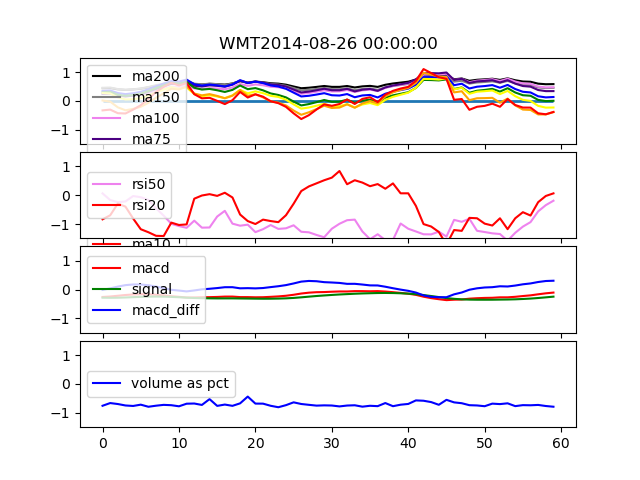 WMT2014-08-26 00:00:00
1
0
−1
ma200
ma150
ma100
ma75
1
0
−1
rsi50
rsi20
ma10
1
0
−1
macd
signal
macd_diff
1
0
−1
volume as pct
0 10 20 30 40 50 60